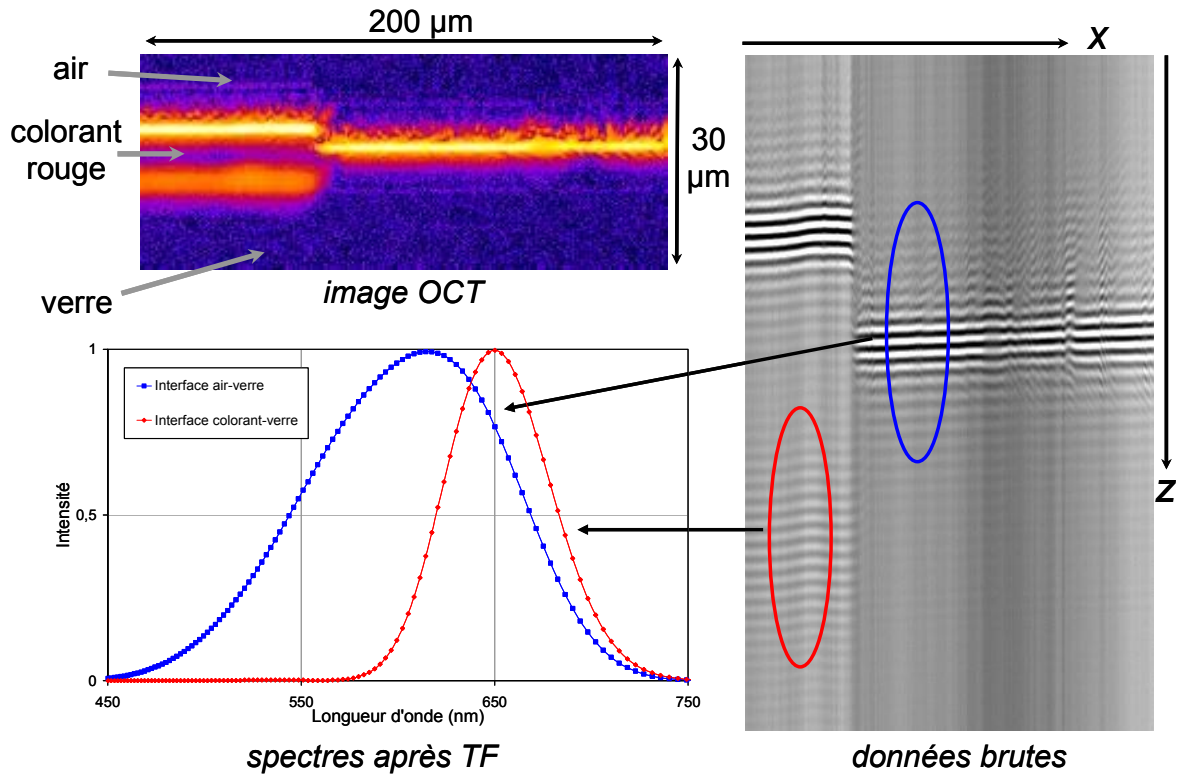 200 µm
air
colorant
rouge
verre
30
µm
image OCT
X
Z
données brutes
1
0,5
0
Intensité
Interface air-verre
Interface colorant-verre
450
550
650
750
Longueur d'onde (nm)
spectres après TF